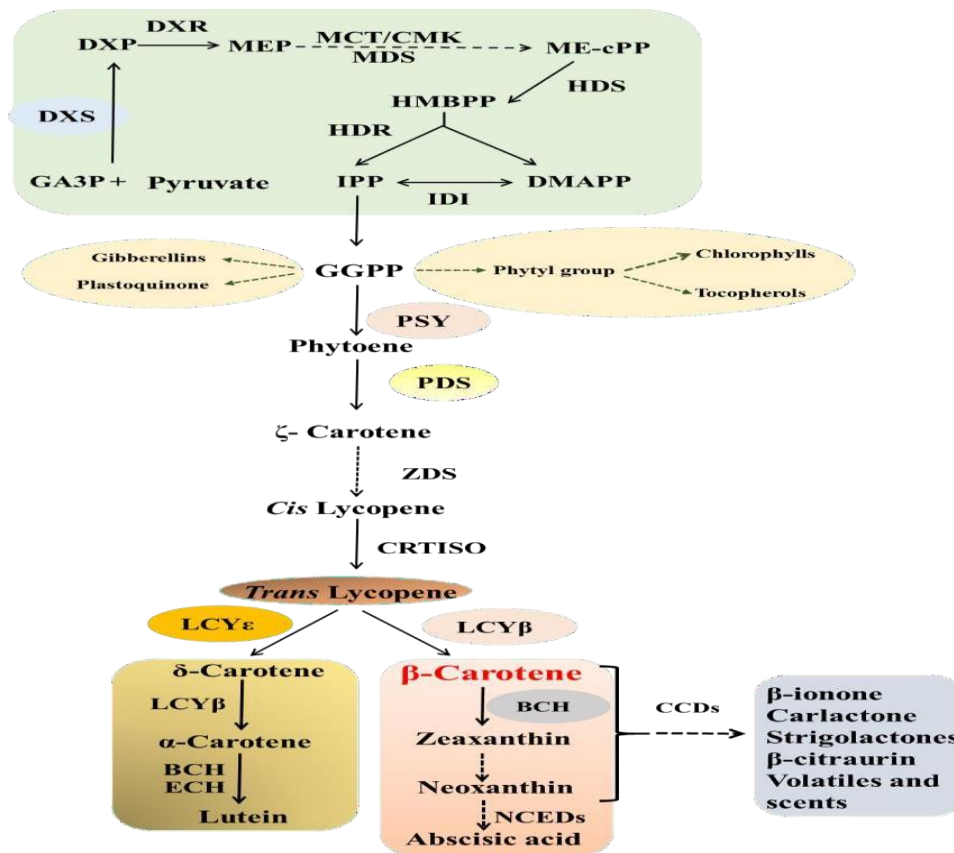 DXR
DXP
MEP
MCT/CMK
MDS
ME-cPP
HDS
DXS
HMBPP
HDR
GA3P + Pyruvate
IPP
DMAPP
IDI
Gibberellins
Plastoquinone
GGPP
Phytyl group
Chlorophylls
Tocopherols
PSY
Phytoene
PDS
ζ- Carotene
ZDS
Cis Lycopene
CRTISO
Trans Lycopene
LCYε
LCYβ
δ-Carotene
LCYβ
α-Carotene
BCH
ECH
Lutein
β-Carotene
BCH
Zeaxanthin
Neoxanthin
NCEDs
Abscisic acid
CCDs
β-ionone
Carlactone
Strigolactones
β-citraurin
Volatiles and
scents